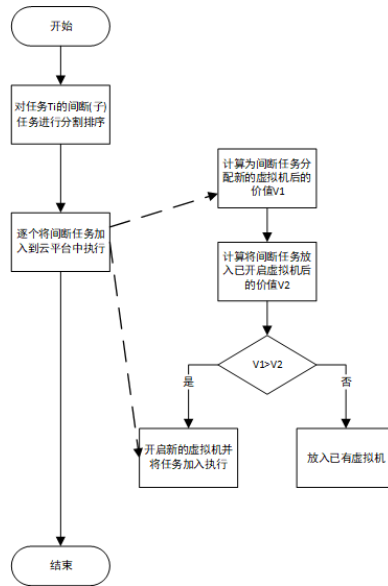 开始
对任务Ti的间断(子)
任务进行分割排序
逐个将间断任务加
入到云平台中执行
计算为间断任务分
配新的虚拟机后的
价值V1
计算将间断任务放
入已开启虚拟机后
的价值V2
V1>V2
是
否
开启新的虚拟机并
将任务加入执行
放入已有虚拟机
结束